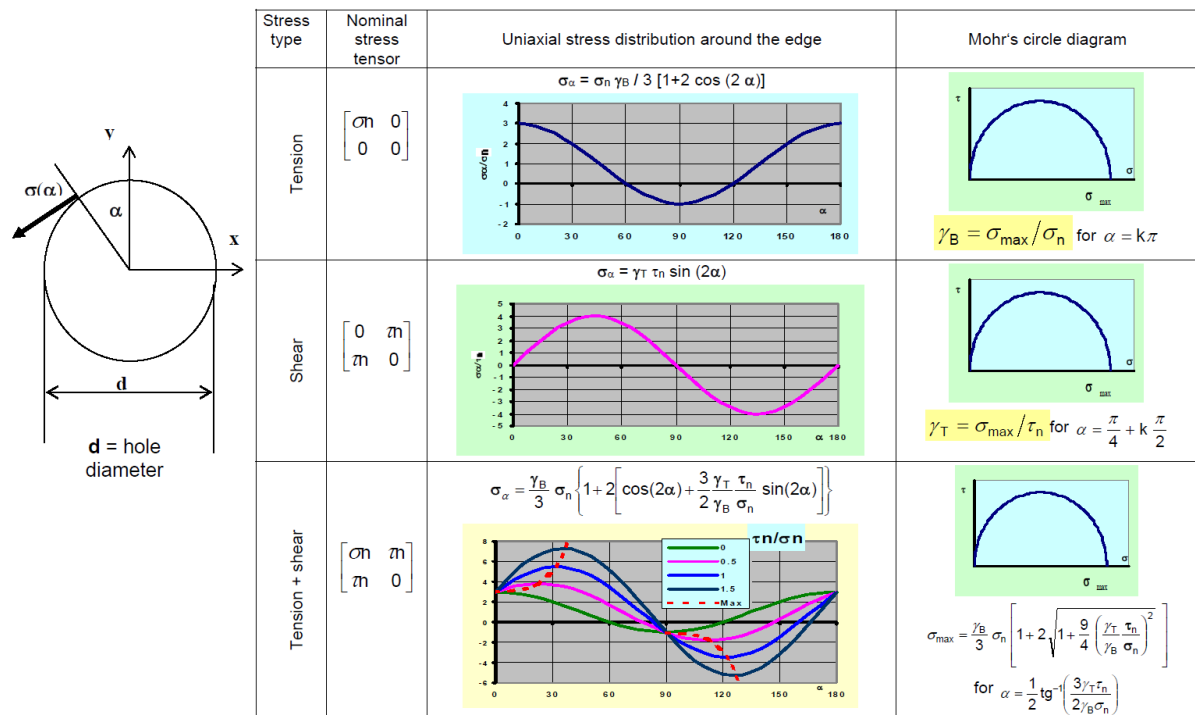 Stress type
Nominal stress tensor
Uniaxial stress distribution around the edge
Mohr's circle diagram
y
σ(α)
α
x
d
d = hole
diameter
Tension
[σn 0]
[0 0]
σα = σn γB / 3 [1+2 cos (2 α)]
σα/σn
4
3
2
1
0
-1
-2
0 30 60 90 120 150 180
α
τ
σ
σ max
γB = σmax/σn for α = kπ
Shear
[0 τn]
[τn 0]
σα = γT τn sin (2α)
σα/τn
5
4
3
2
1
0
-1
-2
-3
-4
-5
0 30 60 90 120 150 180
α
τ
σ
σ max
γT = σmax/τn for α = π/4 + k π/2
Tension + shear
[σn τn]
[τn 0]
σα = γB/3 σn {1+2[cos(2α)+ 3/2 γT/γB τn/σn sin(2α)]}
τn/σn
0
0.5
1
1.5
Max
8
6
4
2
0
-2
-4
-6
0 30 60 90 120 150 180
α
τ
σ
σ max
σmax = γB/3 σn [1+2√(1+ 9/4 (γT/γB τn/σn)²)]
for α = 1/2 tg⁻¹(3γTτn/2γBσn)